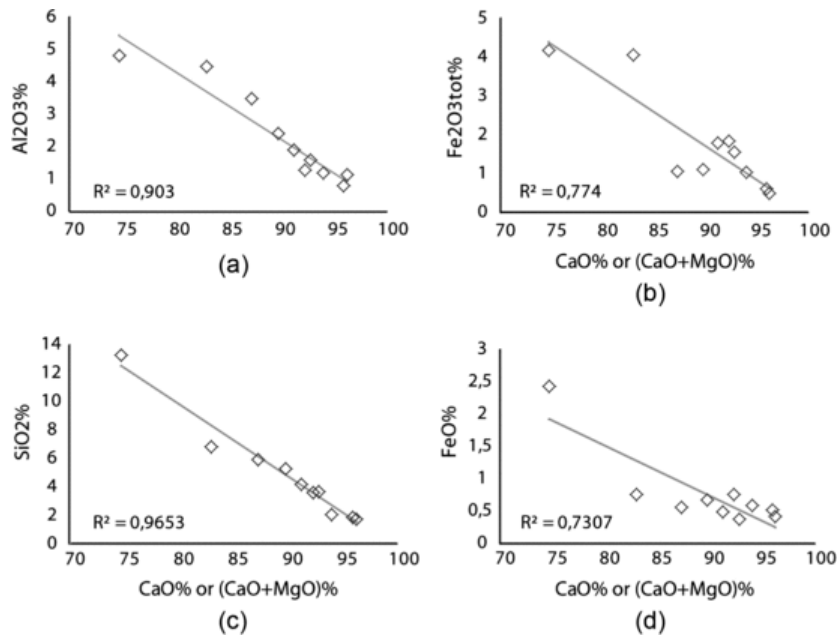 6
5
4
3
2
1
0
Al2O3%
R² = 0,903
70 75 80 85 90 95 100
(a)
5
4
3
2
1
0
Fe2O3tot%
R² = 0,774
70 75 80 85 90 95 100
CaO% or (CaO+MgO)%
(b)
14
12
10
8
6
4
2
0
SiO2%
R² = 0,9653
70 75 80 85 90 95 100
CaO% or (CaO+MgO)%
(c)
3
2,5
2
1,5
1
0,5
0
FeO%
R² = 0,7307
70 75 80 85 90 95 100
CaO% or (CaO+MgO)%
(d)